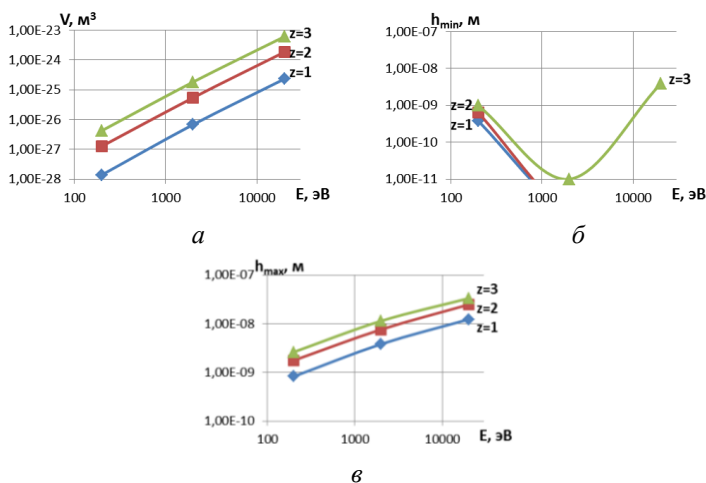 V, м³
1,00E-23
1,00E-24
1,00E-25
1,00E-26
1,00E-27
1,00E-28
z=3
z=2
z=1
100
1000
10000
E, эВ
а
h_min, м
1,00E-07
1,00E-08
1,00E-09
1,00E-10
1,00E-11
z=3
z=2
z=1
100
1000
10000
E, эВ
б
h_max, м
1,00E-07
1,00E-08
1,00E-09
1,00E-10
z=3
z=2
z=1
100
1000
10000
E, эВ
в